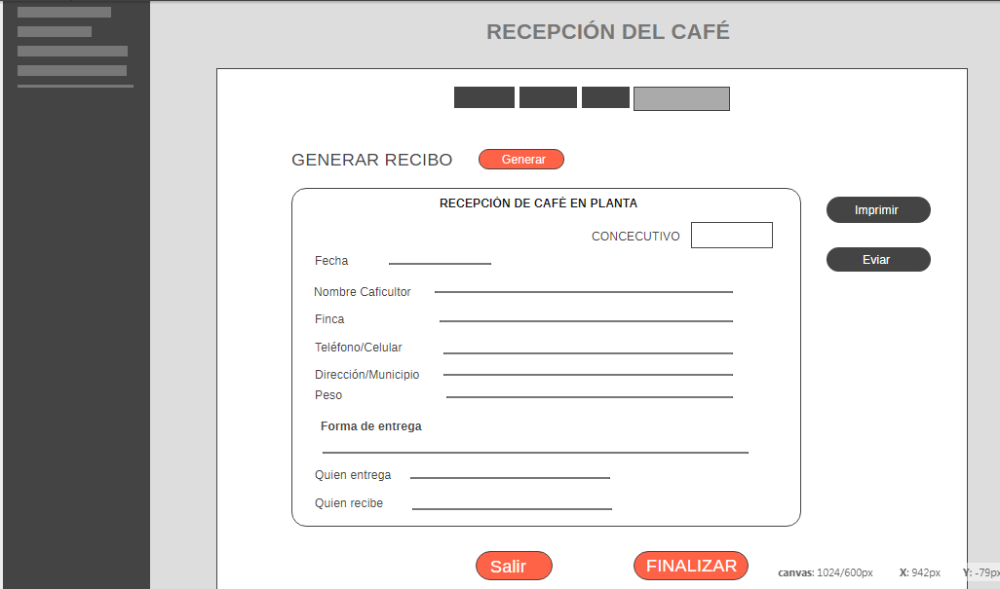 RECEPCIÓN DEL CAFÉ
GENERAR RECIBO
Generar
RECEPCIÓN DE CAFÉ EN PLANTA
CONCECUTIVO
Fecha
Nombre Caficultor
Finca
Teléfono/Celular
Dirección/Municipio
Peso
Forma de entrega
Quien entrega
Quien recibe
Imprimir
Eviar
Salir
FINALIZAR
canvas: 1024/600px X: 942px Y: -79px